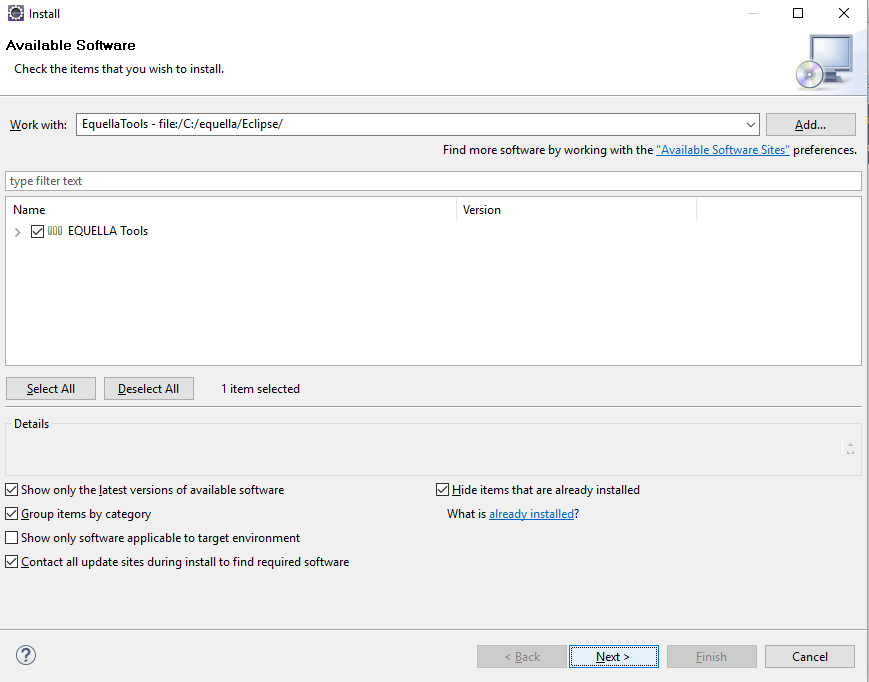 Install
Available Software
Check the items that you wish to install.
Work with: EquellaTools - file:/C:/equella/Eclipse/ Add...
Find more software by working with the "Available Software Sites" preferences.
type filter text
Name Version
EQUELLA Tools
Select All Deselect All 1 item selected
Details
Show only the latest versions of available software Hide items that are already installed
Group items by category What is already installed?
Show only software applicable to target environment
Contact all update sites during install to find required software
? < Back Next > Finish Cancel